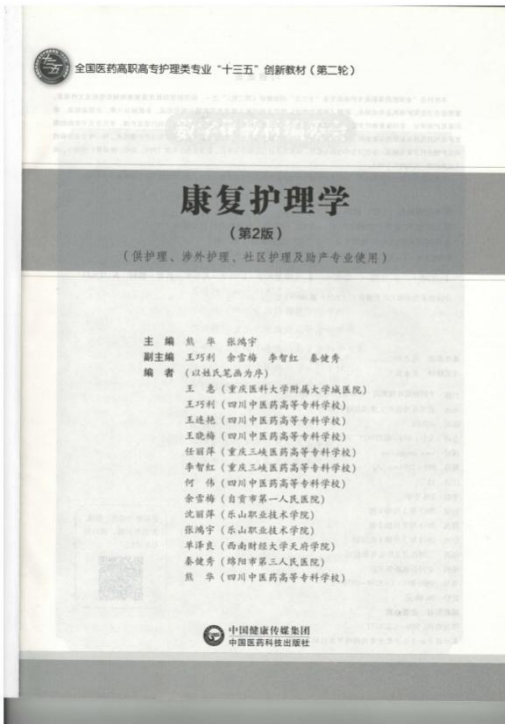 全国医药高职高专护理类专业“十三五”创新教材（第二轮）
康复护理学
（第2版）
（供护理、涉外护理、社区护理及助产专业使用）
主 编 熊 华 张鸿宇
副主编 王巧利 余雪梅 李智红 秦健秀
编 者 （以姓氏笔画为序）
王 惠（重庆医科大学附属大学城医院）
王巧利（四川中医药高等专科学校）
王连艳（四川中医药高等专科学校）
王晓梅（四川中医药高等专科学校）
任丽萍（重庆三峡医药高等专科学校）
李智红（重庆三峡医药高等专科学校）
何 伟（四川中医药高等专科学校）
余雪梅（自贡市第一人民医院）
沈丽萍（乐山职业技术学院）
张鸿宇（乐山职业技术学院）
单泽良（西南财经大学天府学院）
秦健秀（绵阳市第三人民医院）
熊 华（四川中医药高等专科学校）
中国健康传媒集团
中国医药科技出版社